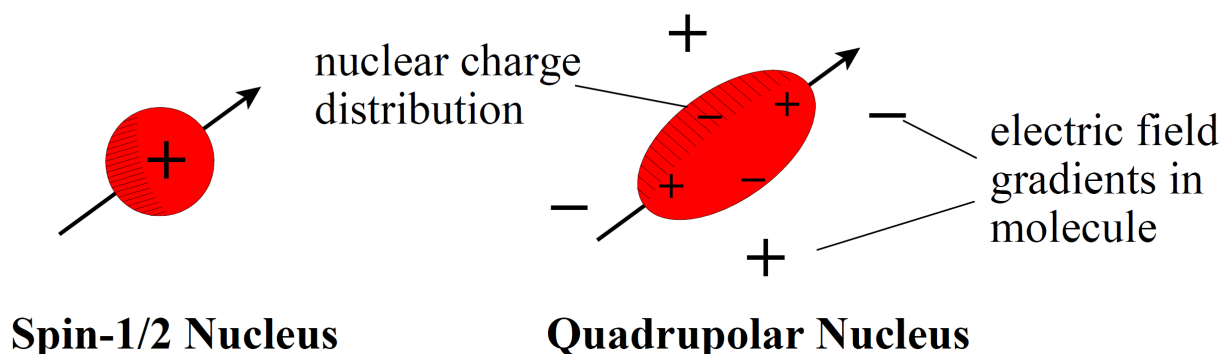 nuclear charge
distribution
electric field
gradients in
molecule
+
+
−
+
+
−
−
−
+
Spin-1/2 Nucleus
Quadrupolar Nucleus